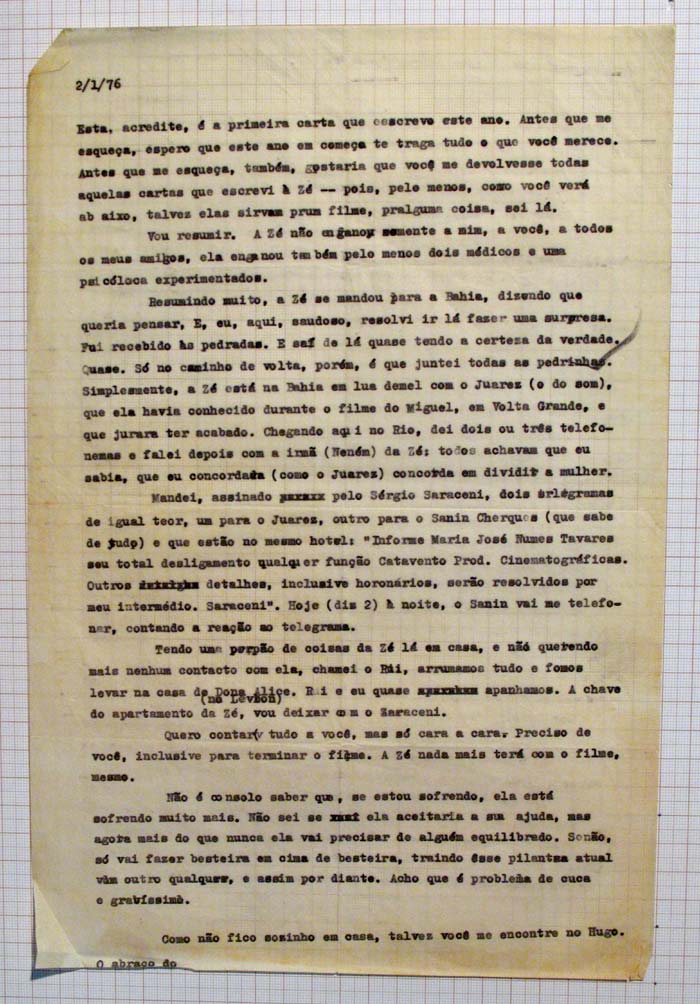 2/1/76
Esta, acredite, é a primeira carta que eescrevo este ano. Antes que me
esqueça, espero que este ano em começa te traga tudo o que você merece.
Antes que me esqueça, também, gostaria que você me devolvesse todas
aquelas cartas que escrevi à Zé -- pois, pelo menos, como você verá
ab aixo, talvez elas sirvam prum filme, pralguma coisa, sei lá.
Vou resumir. A Zé não enganou somente a mim, a você, a todos
os meus amigos, ela enganou também pelo menos dois médicos e uma
psicóloca experimentados.
Resumindo muito, a Zé se mandou para a Bahia, dizendo que
queria pensar, E, eu, aqui, saudoso, resolvi ir lá fazer uma surpresa.
Fui recebido às pedradas. E saí de lá quase tendo a certeza da verdade.
Quase. Só no caminho de volta, porém, é que juntei todas as pedrinhas.
Simplesmente, a Zé está na Bahia em lua demel com o Juarez (o do som),
que ela havia conhecido durante o filme do Miguel, em Volta Grande, e
que jurara ter acabado. Chegando aqui no Rio, dei dois ou três telefo-
nemas e falei depois com a irmã (Neném) da Zé: todos achavam que eu
sabia, que eu concordava (como o Juarez) concorda em dividir a mulher.
Mandei, assinado pelo Sérgio Saraceni, dois telegramas
de igual teor, um para o Juarez, outro para o Sanin Cherques (que sabe
de tudo) e que estão no mesmo hotel: "Informe Maria José Nunes Tavares
seu total desligamento qualquer função Catavento Prod. Cinematográficas.
Outros detalhes, inclusive horonários, serão resolvidos por
meu intermédio. Saraceni". Hoje (dis 2) à noite, o Sanin vai me telefo-
nar, contando a reação ao telegrama.
Tendo uma porção de coisas da Zé lá em casa, e não querendo
mais nenhum contacto com ela, chamei o Rúi, arrumamos tudo e fomos
levar na casa de Dona Alice. Rui e eu quase apanhamos. A chave
(no Levson)
do apartamento da Zé, vou deixar com o Saraceni.
Quero contar tudo a você, mas só cara a cara. Preciso de
você, inclusive para terminar o filme. A Zé nada mais terá com o filme,
mesmo.
Não é consolo saber que, se estou sofrendo, ela está
sofrendo muito mais. Não sei se ela aceitaria a sua ajuda, mas
agora mais do que nunca ela vai precisar de alguém equilibrado. Senão,
só vai fazer besteira em cima de besteira, traindo êsse pilantra atual
com outro qualquer, e assim por diante. Acho que é problema de cuca
e gravíssimo.
Como não fico sozinho em casa, talvez você me encontre no Hugo.
O abraço do